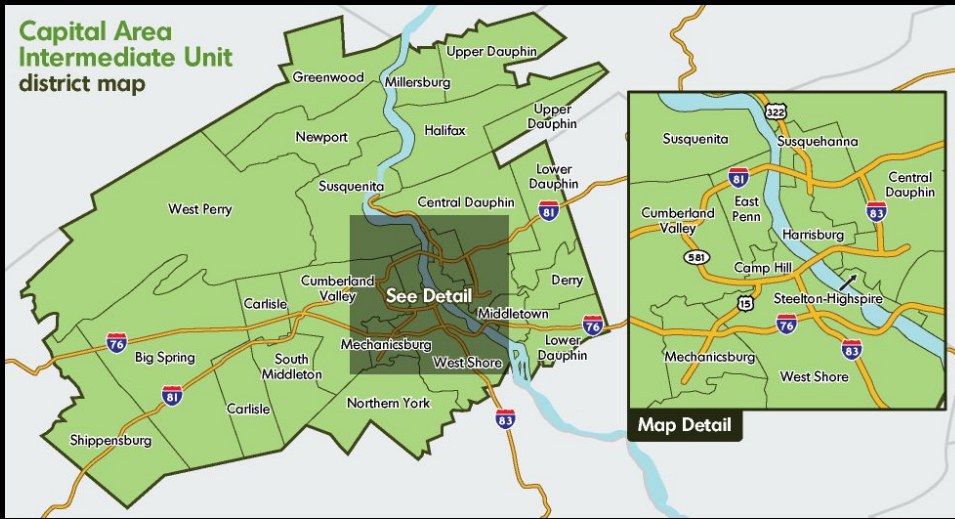 Capital Area
Intermediate Unit
district map
Greenwood
Upper Dauphin
Millersburg
Upper
Dauphin
Newport
Halifax
Susquenita
Lower
Dauphin
West Perry
Central Dauphin
81
Cumberland
Valley
See Detail
Derry
Carlisle
Middletown
76
76
Big Spring
South
Middleton
Mechanicsburg
Lower
Dauphin
West Shore
81
Carlisle
Northern York
83
Shippensburg
322
Susquenita
Susquehanna
81
Central
Dauphin
East
Penn
83
Cumberland
Valley
Harrisburg
581
Camp Hill
15
Steelton-Highspire
76
Mechanicsburg
83
West Shore
Map Detail